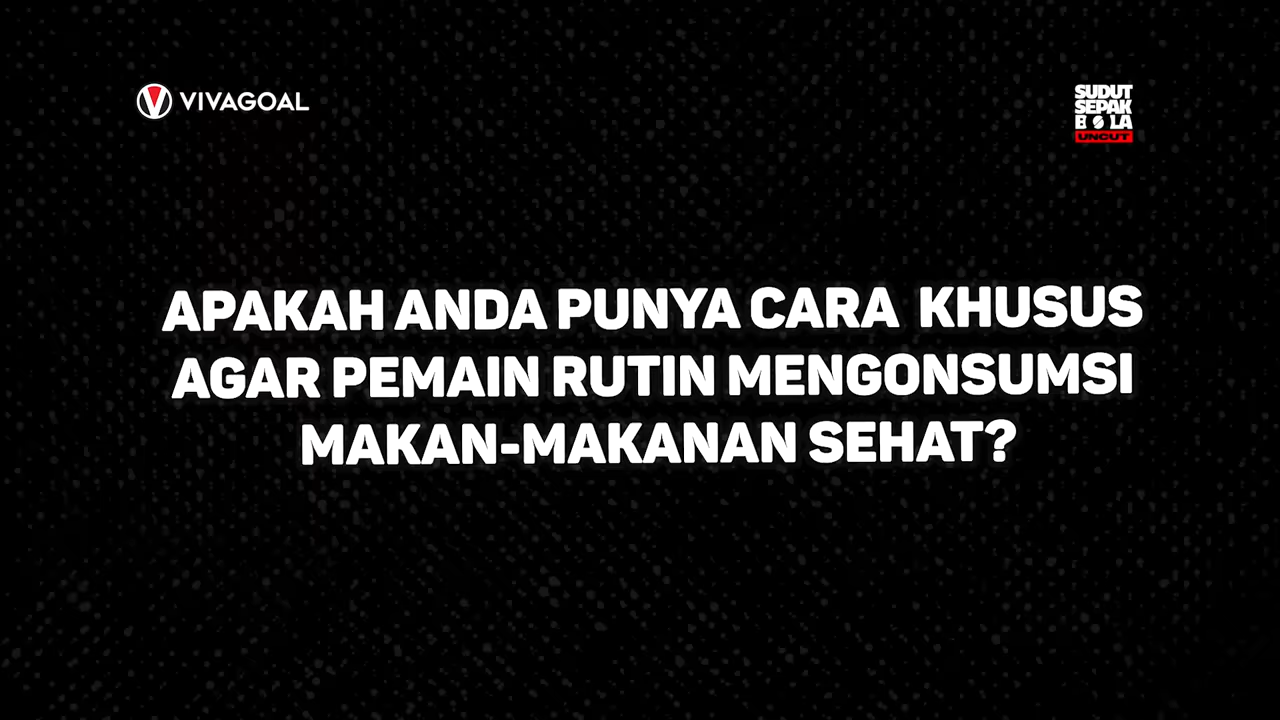 VIVAGOAL
SUDUT
SEPAK
BOLA
UNCUT
APAKAH ANDA PUNYA CARA KHUSUS
AGAR PEMAIN RUTIN MENGONSUMSI
MAKAN-MAKANAN SEHAT?